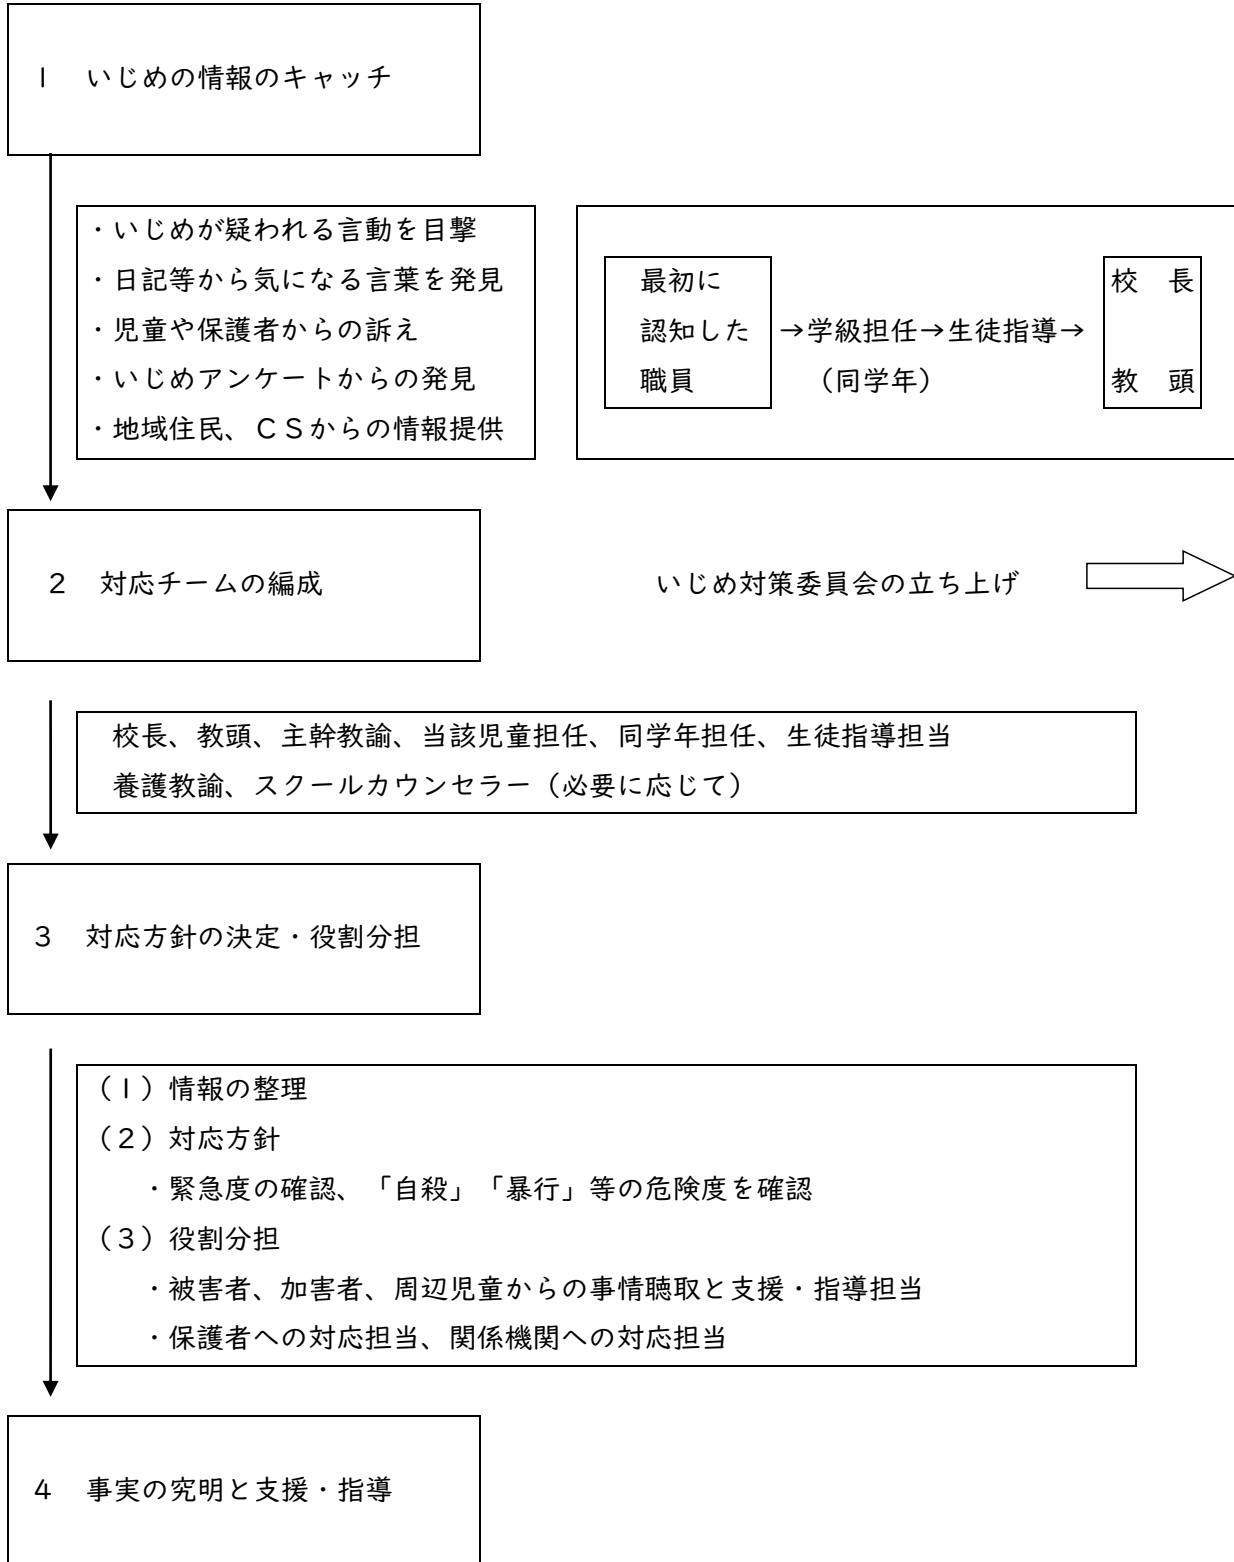 １　いじめの情報のキャッチ
・いじめが疑われる言動を目撃
・日記等から気になる言葉を発見
・児童や保護者からの訴え
・いじめアンケートからの発見
・地域住民、ＣＳからの情報提供
最初に
認知した
職員
→学級担任→生徒指導→
（同学年）
校　長
教　頭
２　対応チームの編成
いじめ対策委員会の立ち上げ
校長、教頭、主幹教諭、当該児童担任、同学年担任、生徒指導担当
養護教諭、スクールカウンセラー（必要に応じて）
３　対応方針の決定・役割分担
（１）情報の整理
（２）対応方針
・緊急度の確認、「自殺」「暴行」等の危険度を確認
（３）役割分担
・被害者、加害者、周辺児童からの事情聴取と支援・指導担当
・保護者への対応担当、関係機関への対応担当
４　事実の究明と支援・指導